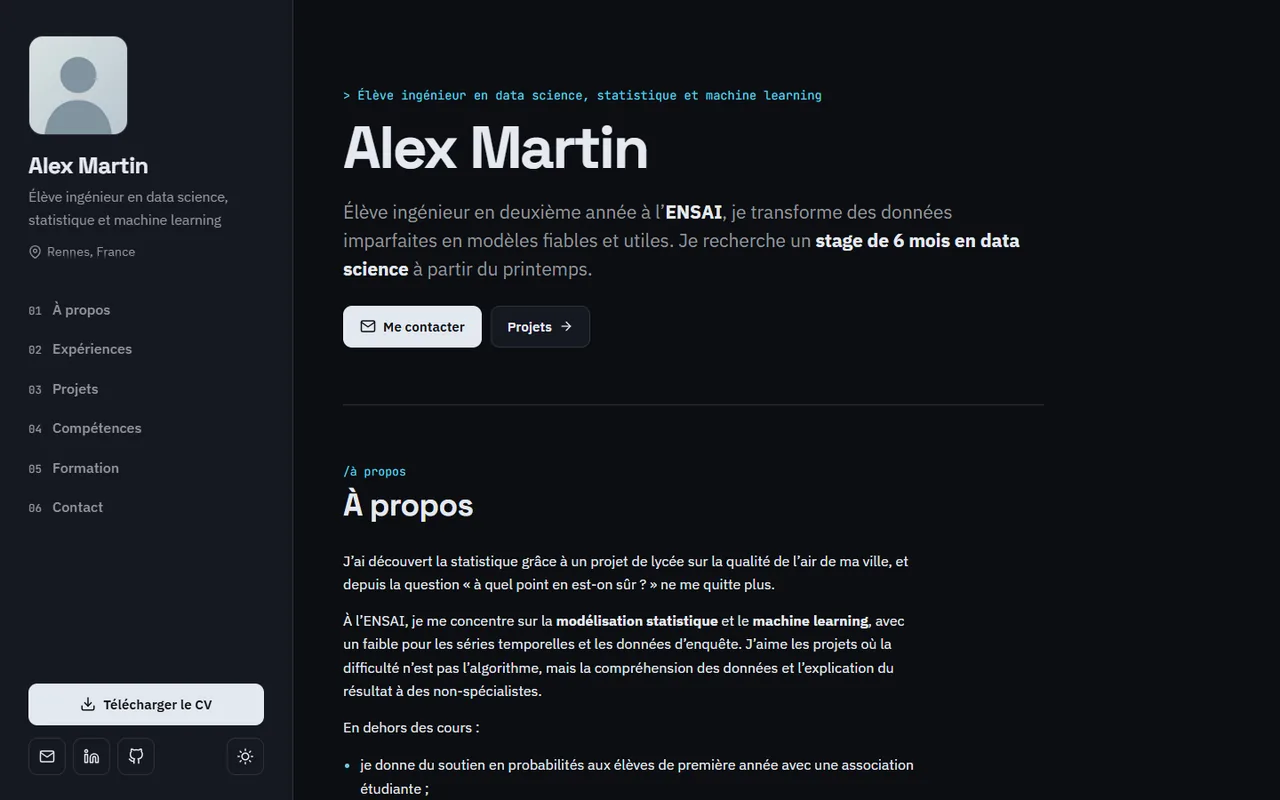 Alex Martin
Élève ingénieur en data science,
statistique et machine learning
Rennes, France
01 À propos
02 Expériences
03 Projets
04 Compétences
05 Formation
06 Contact
Télécharger le CV
in
> Élève ingénieur en data science, statistique et machine learning
Alex Martin
Élève ingénieur en deuxième année à l’ENSAI, je transforme des données
imparfaites en modèles fiables et utiles. Je recherche un stage de 6 mois en data
science à partir du printemps.
Me contacter
Projets →
/à propos
À propos
J’ai découvert la statistique grâce à un projet de lycée sur la qualité de l’air de ma ville, et
depuis la question « à quel point en est-on sûr ? » ne me quitte plus.
À l’ENSAI, je me concentre sur la modélisation statistique et le machine learning, avec
un faible pour les séries temporelles et les données d’enquête. J’aime les projets où la
difficulté n’est pas l’algorithme, mais la compréhension des données et l’explication du
résultat à des non-spécialistes.
En dehors des cours :
• je donne du soutien en probabilités aux élèves de première année avec une association
étudiante ;